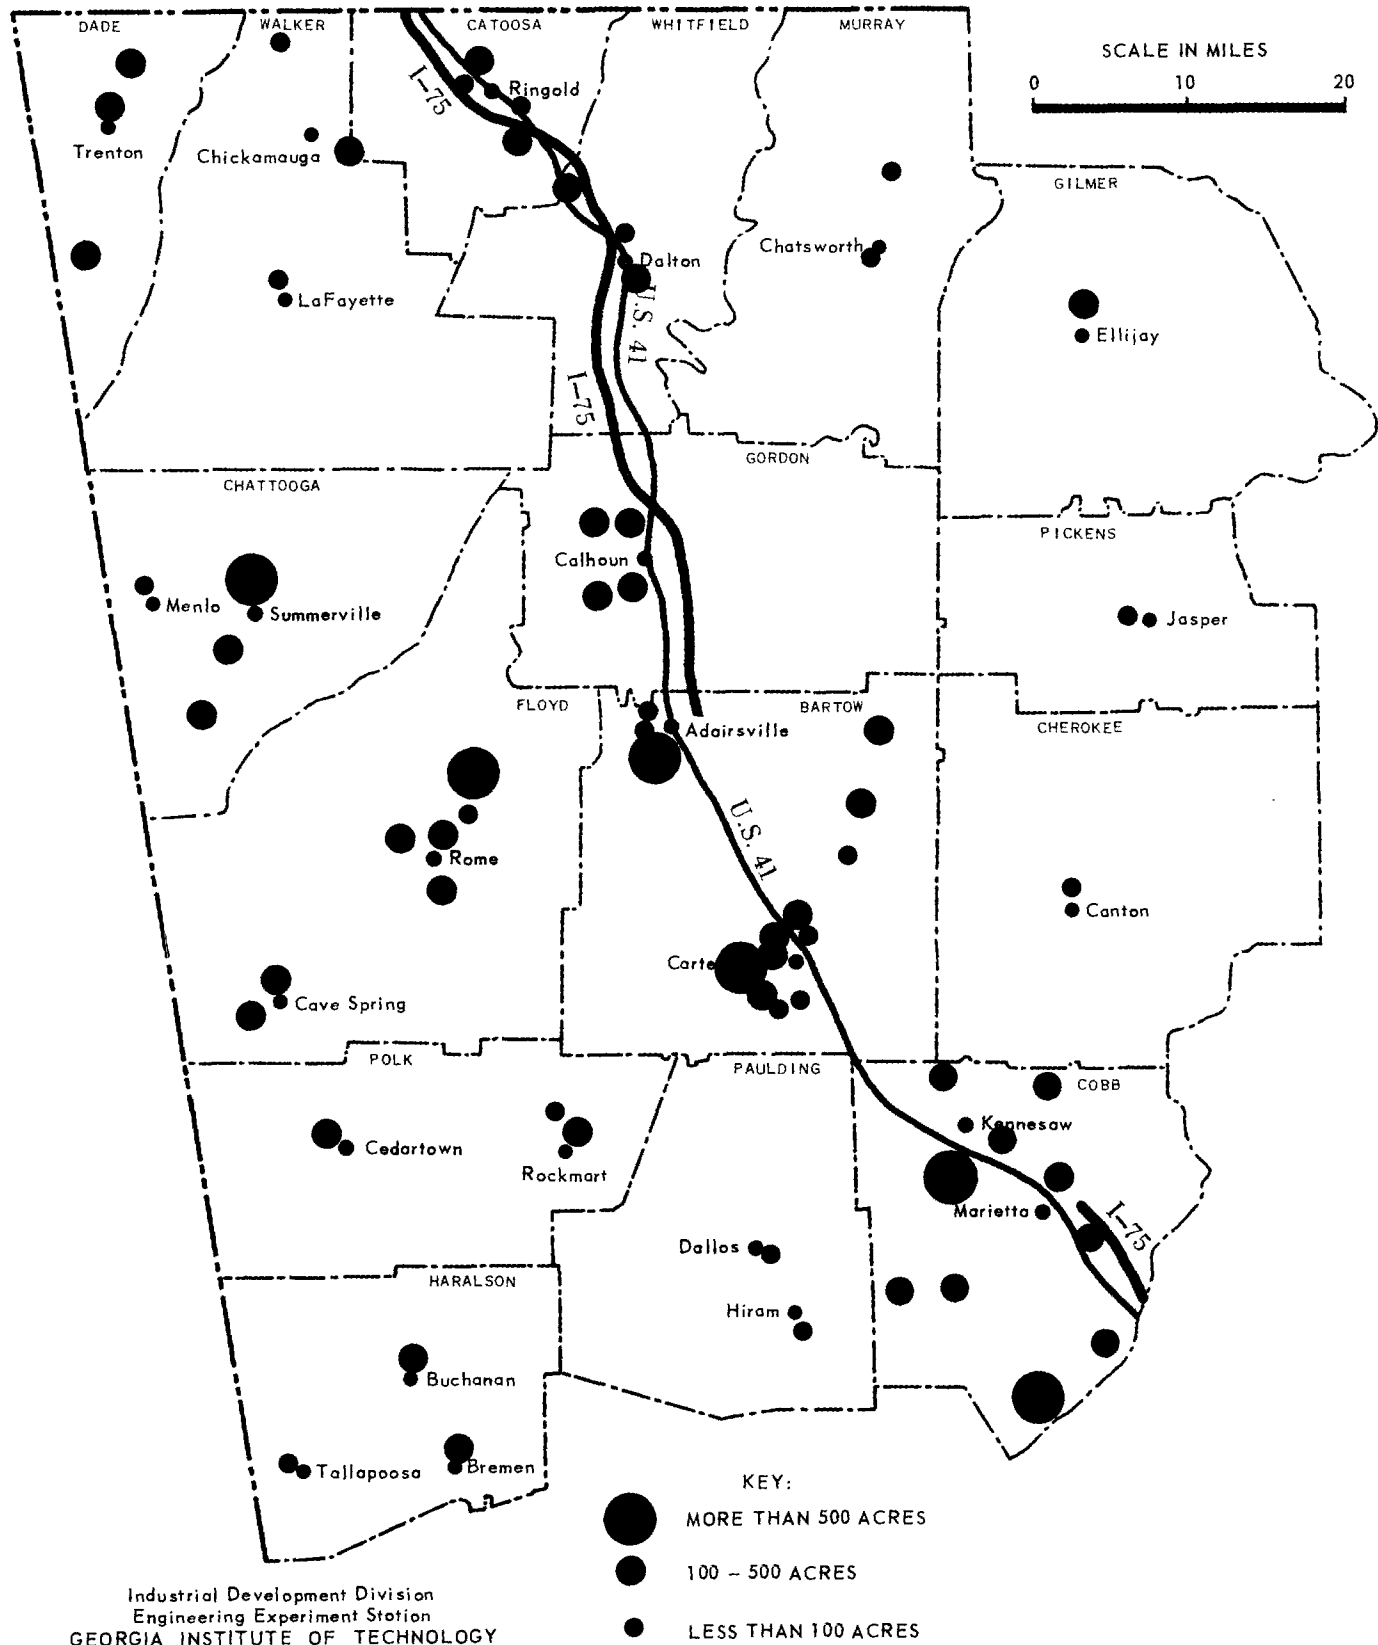 DADE
WALKER
CATOOSA
WHITFIELD
MURRAY
SCALE IN MILES
0 10 20
I-75
Ringold
Trenton
Chickamauga
GILMER
Chatsworth
Dalton
LaFayette
U.S. 41
Ellijay
I-75
GORDON
CHATTOOGA
PICKENS
Calhoun
Menlo
Summerville
Jasper
FLOYD
BARTOW
Adairsville
CHEROKEE
U.S. 41
Rome
Canton
Carte
Cave Spring
POLK
PAULDING
COBB
Kennesaw
Cedartown
Rockmart
Marietta
I-75
Dallos
HARALSON
Hiram
Buchanan
Tallapoosa
Bremen
KEY:
MORE THAN 500 ACRES
100 - 500 ACRES
LESS THAN 100 ACRES
Industrial Development Division
Engineering Experiment Station
GEORGIA INSTITUTE OF TECHNOLOGY